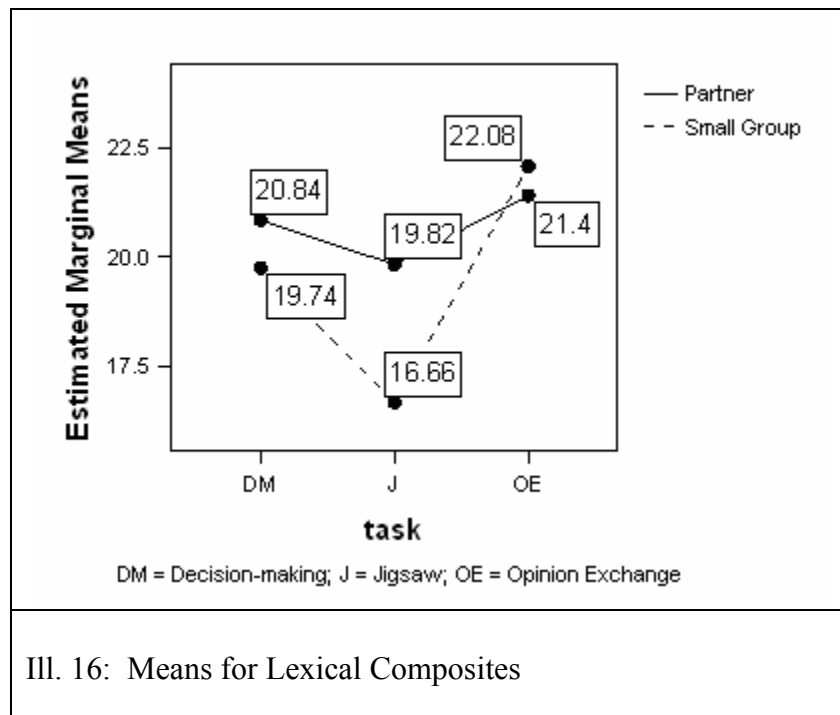 Estimated Marginal Means
22.5
20.0
17.5
20.84
19.74
19.82
16.66
22.08
21.4
Partner
Small Group
DM
J
OE
task
DM = Decision-making; J = Jigsaw; OE = Opinion Exchange
Ill. 16: Means for Lexical Composites